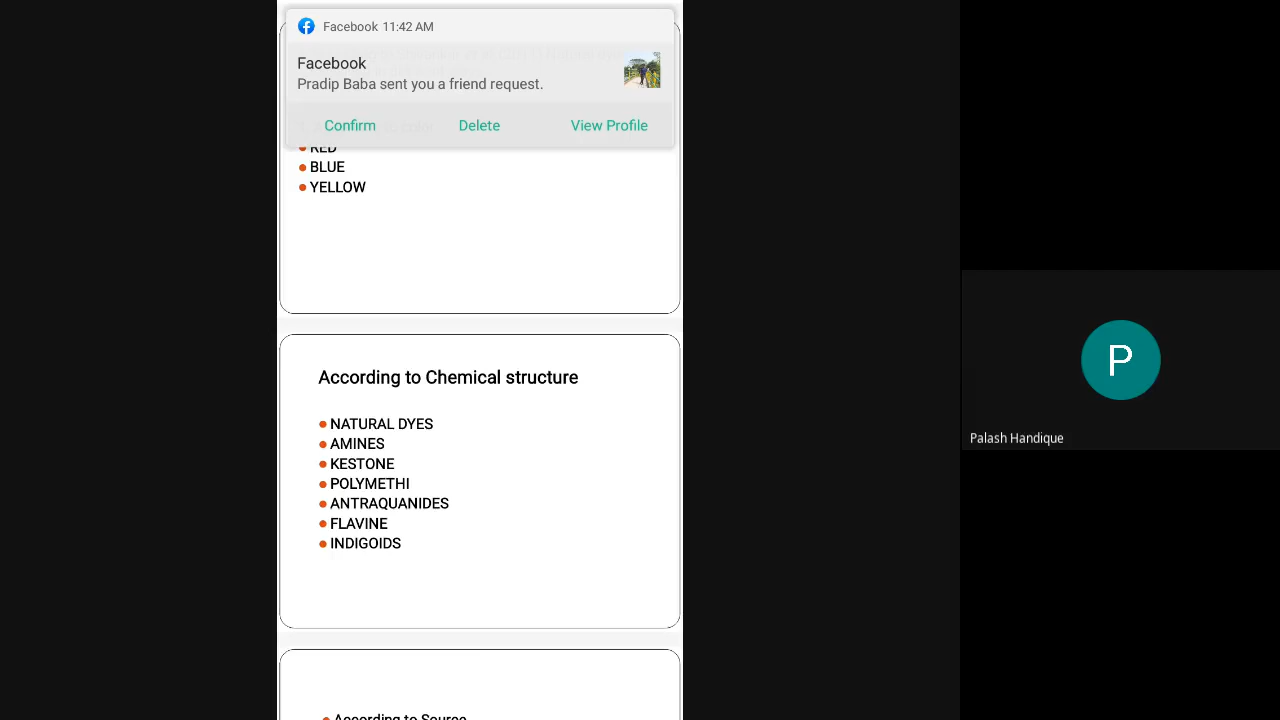 Facebook 11:42 AM
Facebook
Pradip Baba sent you a friend request.
Confirm Delete View Profile
RED
BLUE
YELLOW
According to Chemical structure
NATURAL DYES
AMINES
KESTONE
POLYMETHI
ANTRAQUANIDES
FLAVINE
INDIGOIDS
According to Source
P
Palash Handique